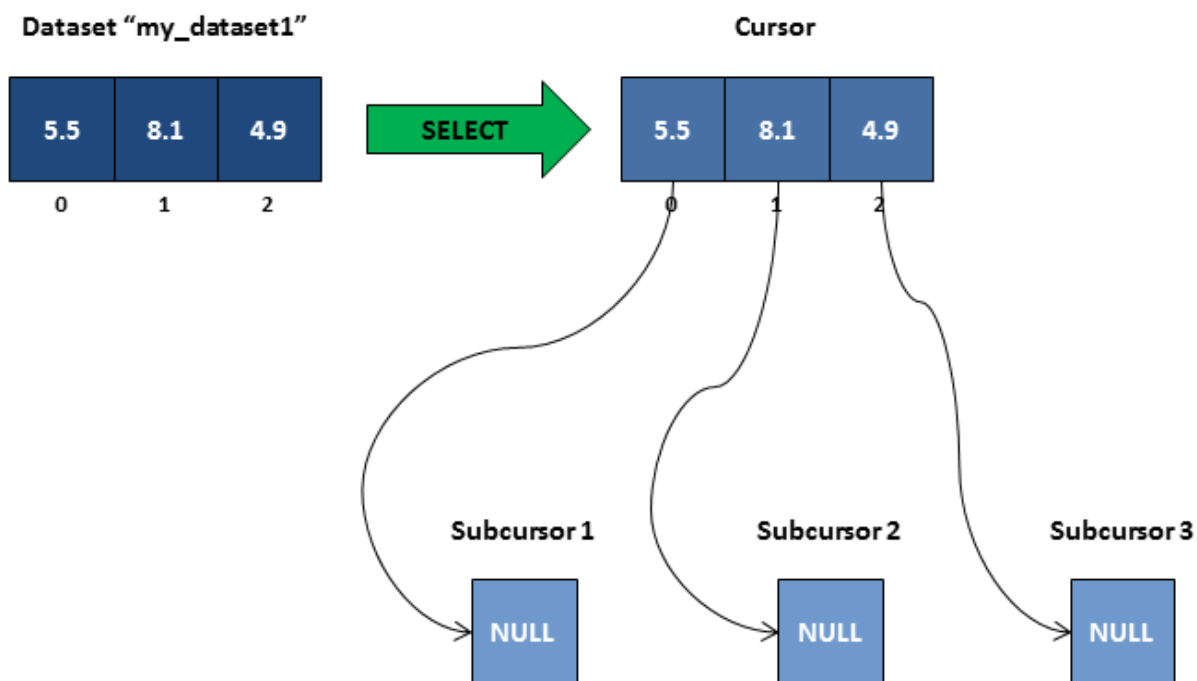 Dataset “my_dataset1” Cursor
5.5 8.1 4.9 SELECT 5.5 8.1 4.9
0 1 2 0 1 2
Subcursor 1 Subcursor 2 Subcursor 3
NULL NULL NULL